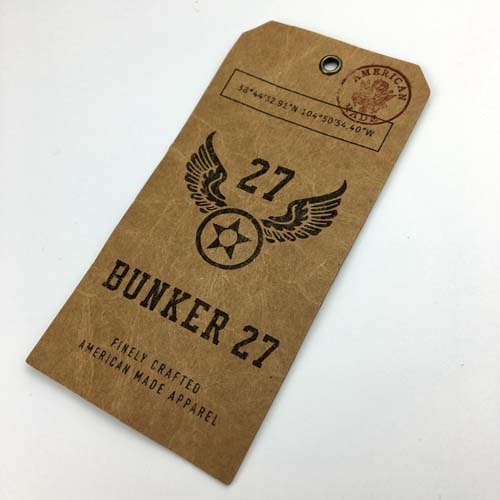 AMERICAN
MADE
38°44'32.91"N 104°50'54.40"W
27
BUNKER 27
FINELY CRAFTED
AMERICAN MADE APPAREL